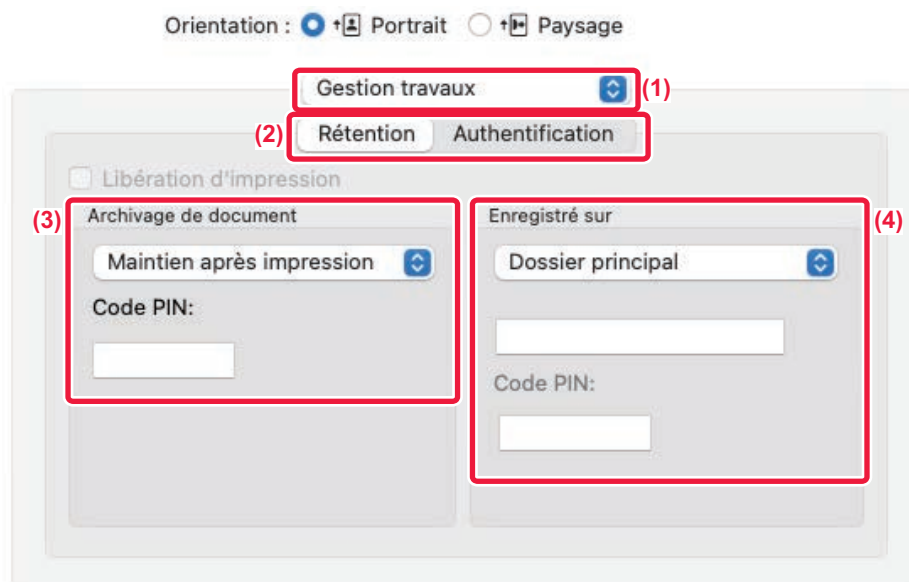 Orientation : Portrait Paysage
Gestion travaux (1)
(2) Rétention Authentification
Libération d'impression
(3) Archivage de document
Maintien après impression
Code PIN:
Enregistré sur (4)
Dossier principal
Code PIN: